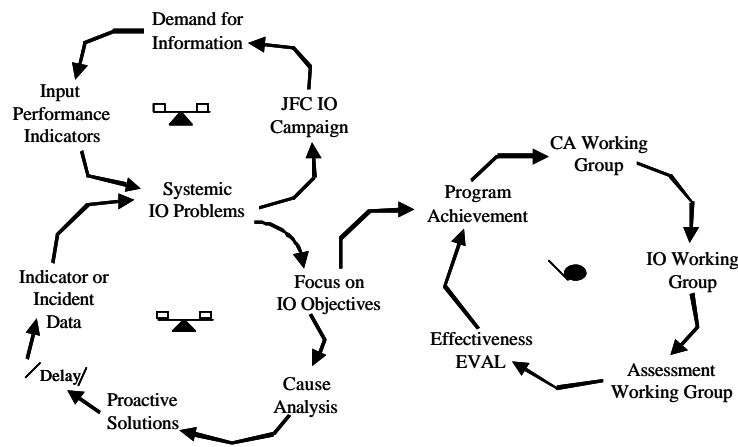 Demand for
Information
Input
Performance
Indicators
JFC IO
Campaign
Systemic
IO Problems
Indicator or
Incident
Data
Focus on
IO Objectives
/Delay/
Proactive
Solutions
Cause
Analysis
CA Working
Group
Program
Achievement
IO Working
Group
Effectiveness
EVAL
Assessment
Working Group